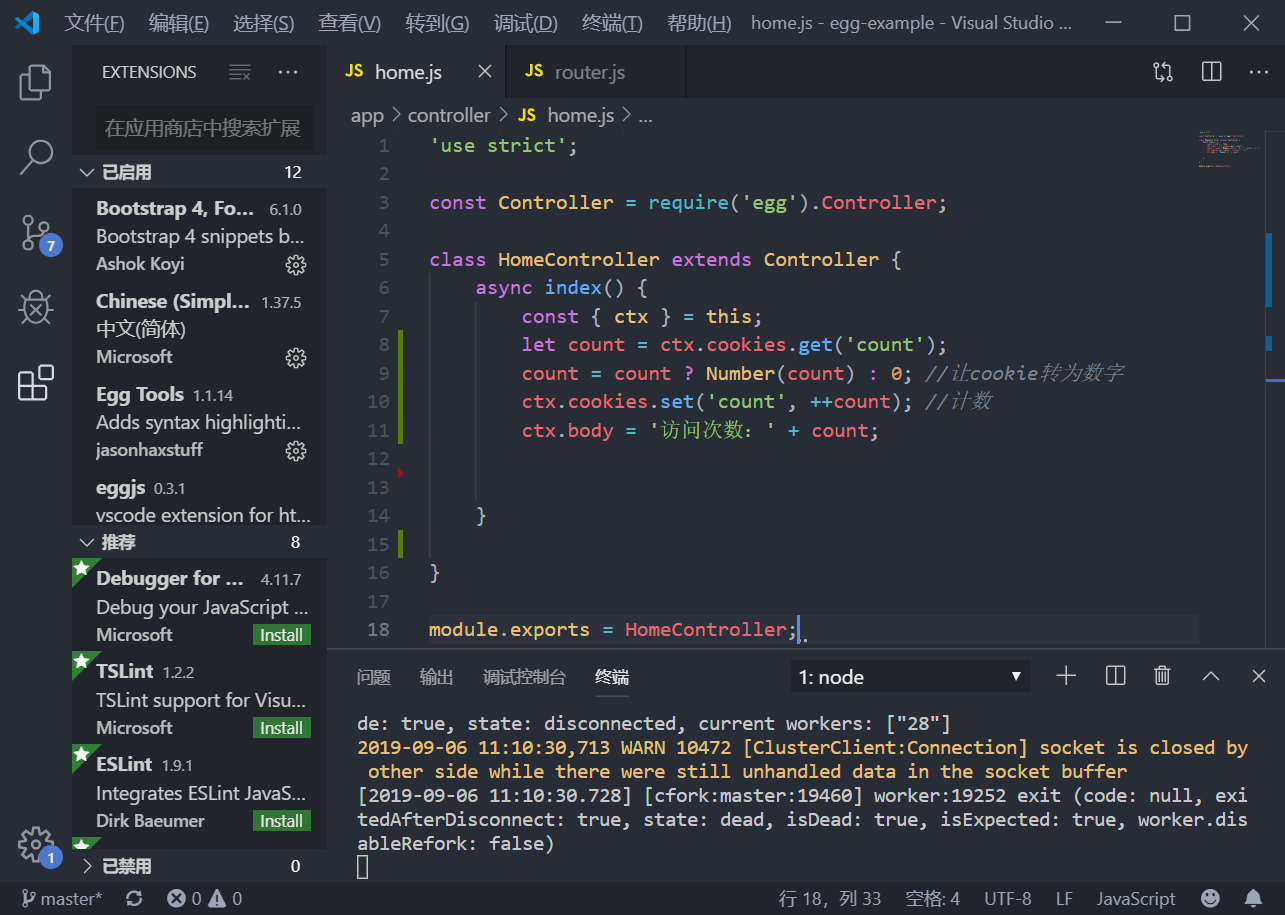 文件(F) 编辑(E) 选择(S) 查看(V) 转到(G) 调试(D) 终端(T) 帮助(H) home.js - egg-example - Visual Studio ...
EXTENSIONS
在应用商店中搜索扩展
已启用 12
Bootstrap 4, Fo... 6.1.0
Bootstrap 4 snippets b...
Ashok Koyi
Chinese (Simpl... 1.37.5
中文(简体)
Microsoft
Egg Tools 1.1.14
Adds syntax highlighti...
jasonhaxstuff
eggjs 0.3.1
vscode extension for ht...
推荐 8
Debugger for ... 4.11.7
Debug your JavaScript ...
Microsoft Install
TSLint 1.2.2
TSLint support for Visu...
Microsoft Install
ESLint 1.9.1
Integrates ESLint JavaS...
Dirk Baeumer Install
已禁用 0
7
1
JS home.js JS router.js
app > controller > JS home.js > ...
1 'use strict';
2
3 const Controller = require('egg').Controller;
4
5 class HomeController extends Controller {
6 async index() {
7 const { ctx } = this;
8 let count = ctx.cookies.get('count');
9 count = count ? Number(count) : 0; //让cookie转为数字
10 ctx.cookies.set('count', ++count); //计数
11 ctx.body = '访问次数：' + count;
12
13
14 }
15
16 }
17
18 module.exports = HomeController;
问题 输出 调试控制台 终端 1: node
de: true, state: disconnected, current workers: ["28"]
2019-09-06 11:10:30,713 WARN 10472 [ClusterClient:Connection] socket is closed by
other side while there were still unhandled data in the socket buffer
[2019-09-06 11:10:30.728] [cfork:master:19460] worker:19252 exit (code: null, exi
tedAfterDisconnect: true, state: dead, isDead: true, isExpected: true, worker.dis
ableRefork: false)
master* 0 0 行 18，列 33 空格: 4 UTF-8 LF JavaScript